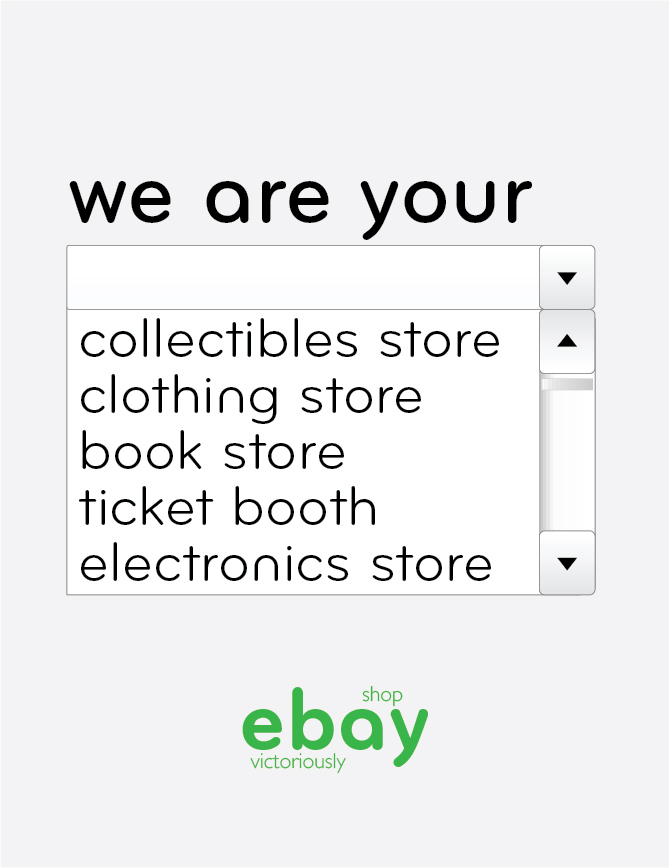 we are your
collectibles store
clothing store
book store
ticket booth
electronics store
shop
ebay
victoriously